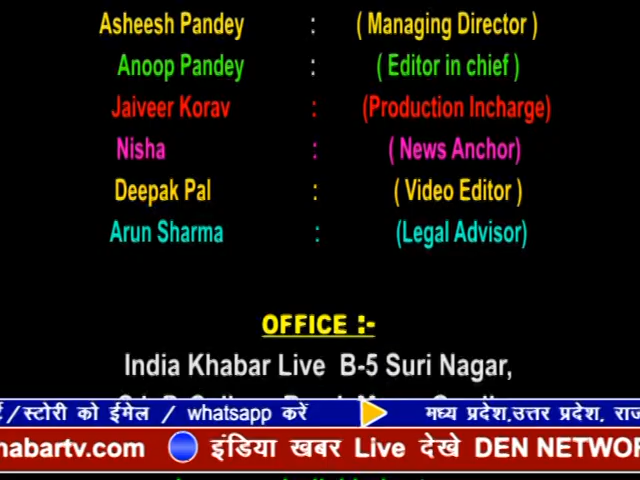 Asheesh Pandey : ( Managing Director )
Anoop Pandey : ( Editor in chief )
Jaiveer Korav : (Production Incharge)
Nisha : ( News Anchor)
Deepak Pal : ( Video Editor )
Arun Sharma : (Legal Advisor)
OFFICE :-
India Khabar Live B-5 Suri Nagar,
/स्टोरी को ईमेल / whatsapp करें मध्य प्रदेश,उत्तर प्रदेश,
habartv.com इंडिया खबर Live देखे DEN NETWOR